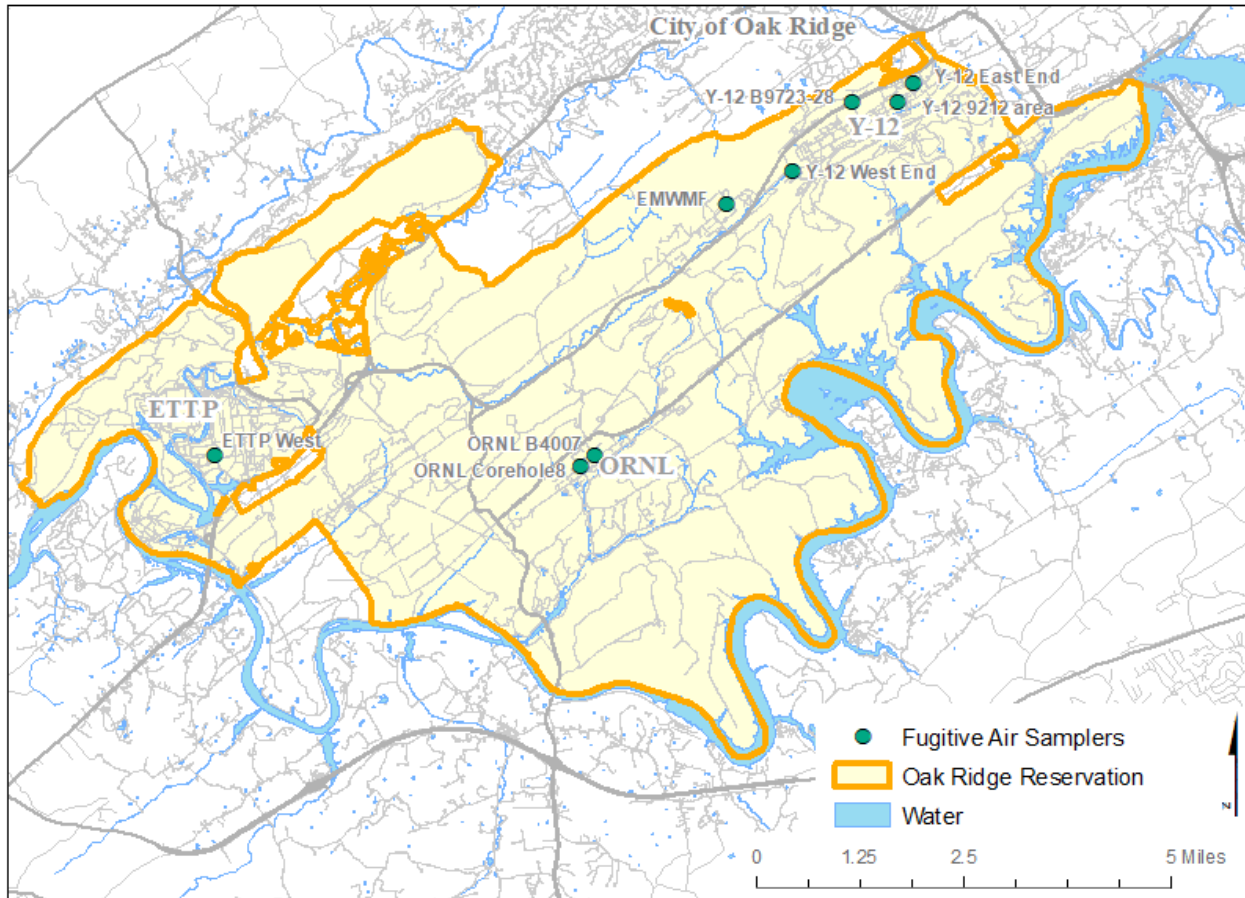 City of Oak Ridge
Y-12 East End
Y-12 B9723-28
Y-12 9212 area
Y-12
Y-12 West End
EMWMF
ETTP
ETTP West
ORNL B4007
ORNL Corehole8
ORNL
Fugitive Air Samplers
Oak Ridge Reservation
Water
N
0 1.25 2.5 5 Miles